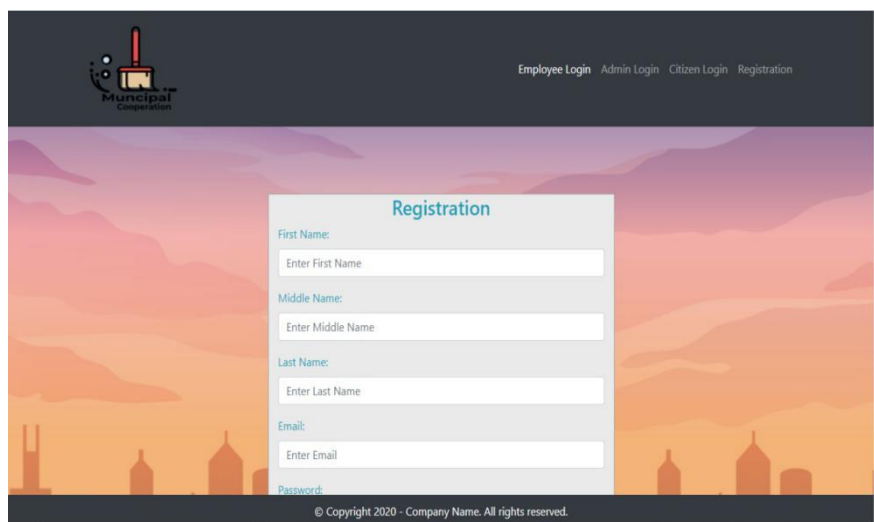 Muncipal
Cooperation
Employee Login Admin Login Citizen Login Registration
Registration
First Name:
Enter First Name
Middle Name:
Enter Middle Name
Last Name:
Enter Last Name
Email:
Enter Email
Password:
© Copyright 2020 - Company Name. All rights reserved.